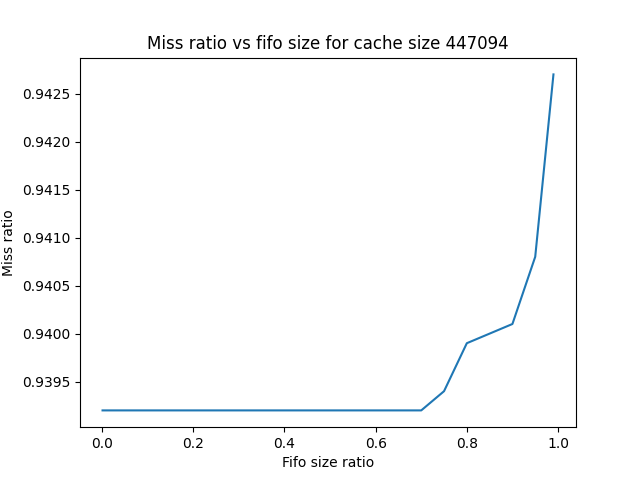 Miss ratio vs fifo size for cache size 447094
0.9425
0.9420
0.9415
0.9410
0.9405
0.9400
0.9395
Miss ratio
0.0 0.2 0.4 0.6 0.8 1.0
Fifo size ratio